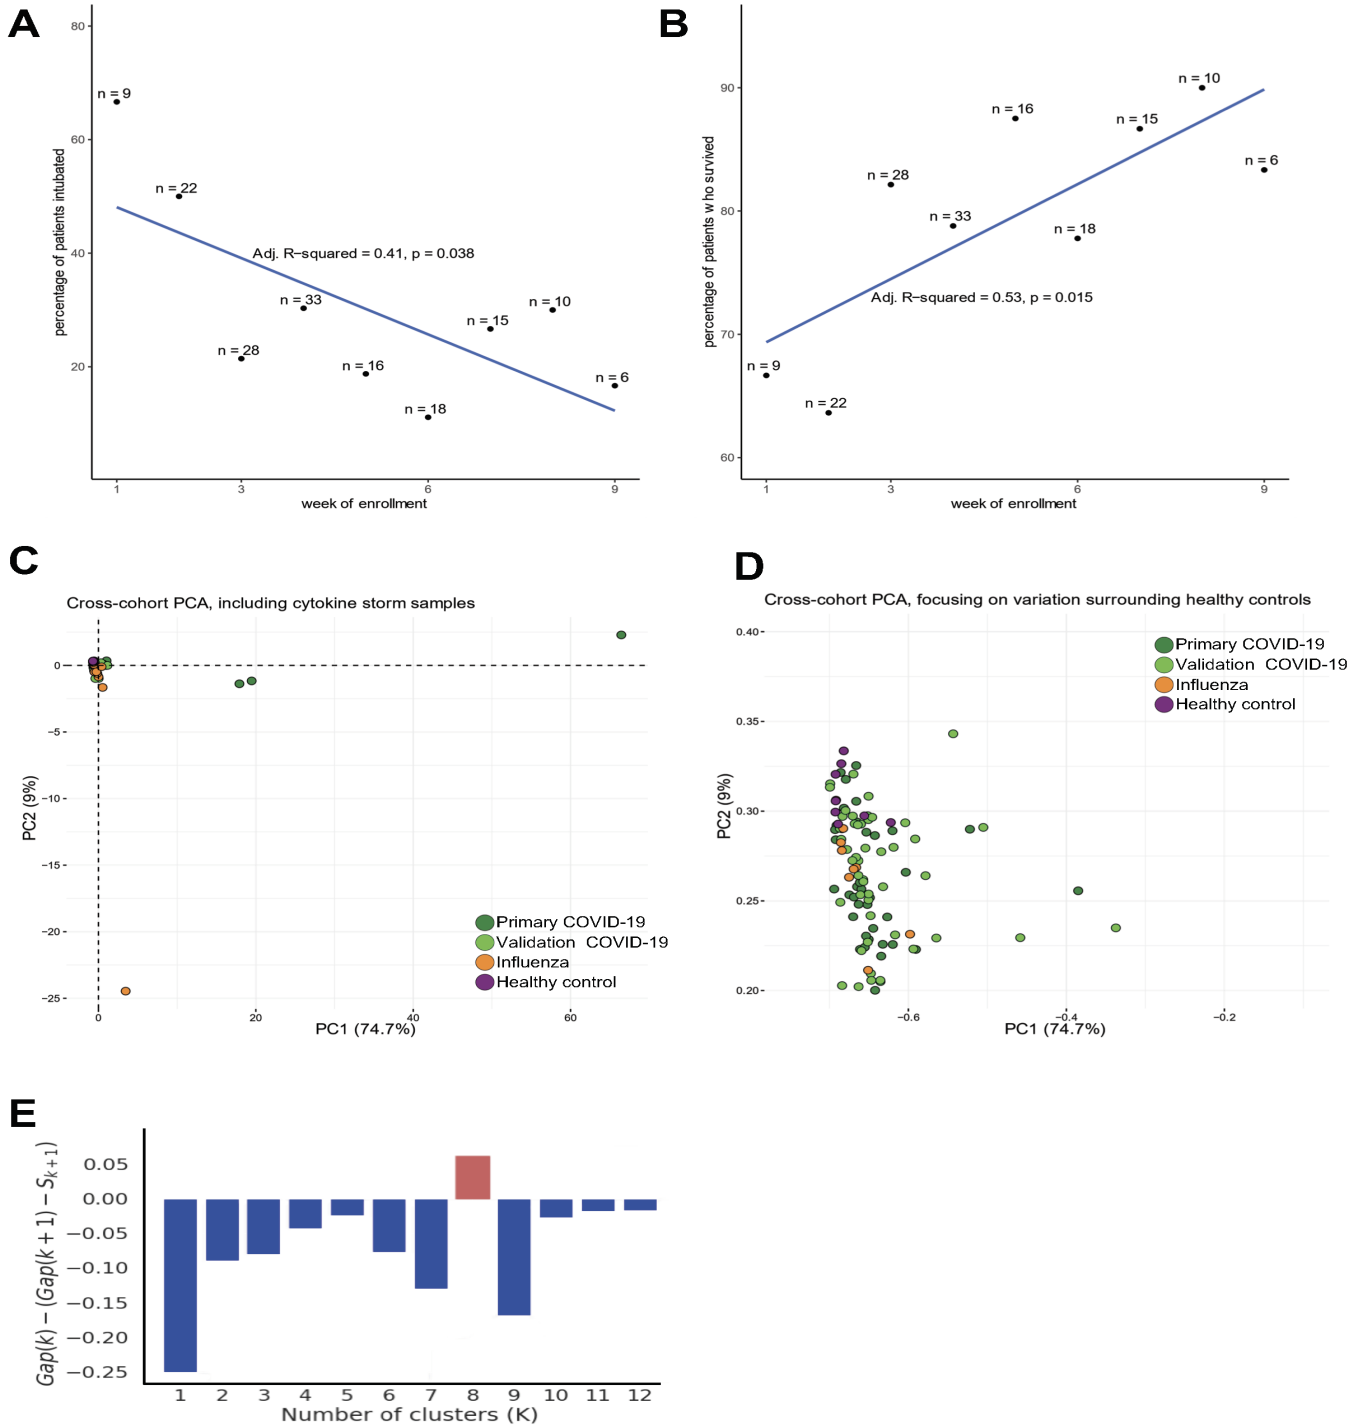 A
80
60
40
20
percentage of patients intubated
n = 9
n = 22
n = 28
n = 33
n = 16
n = 18
n = 15
n = 10
n = 6
Adj. R−squared = 0.41, p = 0.038
1
3
6
9
week of enrollment
B
90
80
70
60
percentage of patients who survived
n = 9
n = 22
n = 28
n = 33
n = 16
n = 18
n = 15
n = 10
n = 6
Adj. R−squared = 0.53, p = 0.015
1
3
6
9
week of enrollment
C
Cross-cohort PCA, including cytokine storm samples
0
−5
−10
−15
−20
−25
PC2 (9%)
Primary COVID-19
Validation COVID-19
Influenza
Healthy control
0
20
40
60
PC1 (74.7%)
D
Cross-cohort PCA, focusing on variation surrounding healthy controls
0.40
0.35
0.30
0.25
0.20
PC2 (9%)
Primary COVID-19
Validation COVID-19
Influenza
Healthy control
−0.6
−0.4
−0.2
PC1 (74.7%)
E
0.05
0.00
−0.05
−0.10
−0.15
−0.20
−0.25
Gap(k) − (Gap(k + 1) − Sk+1)
1 2 3 4 5 6 7 8 9 10 11 12
Number of clusters (K)